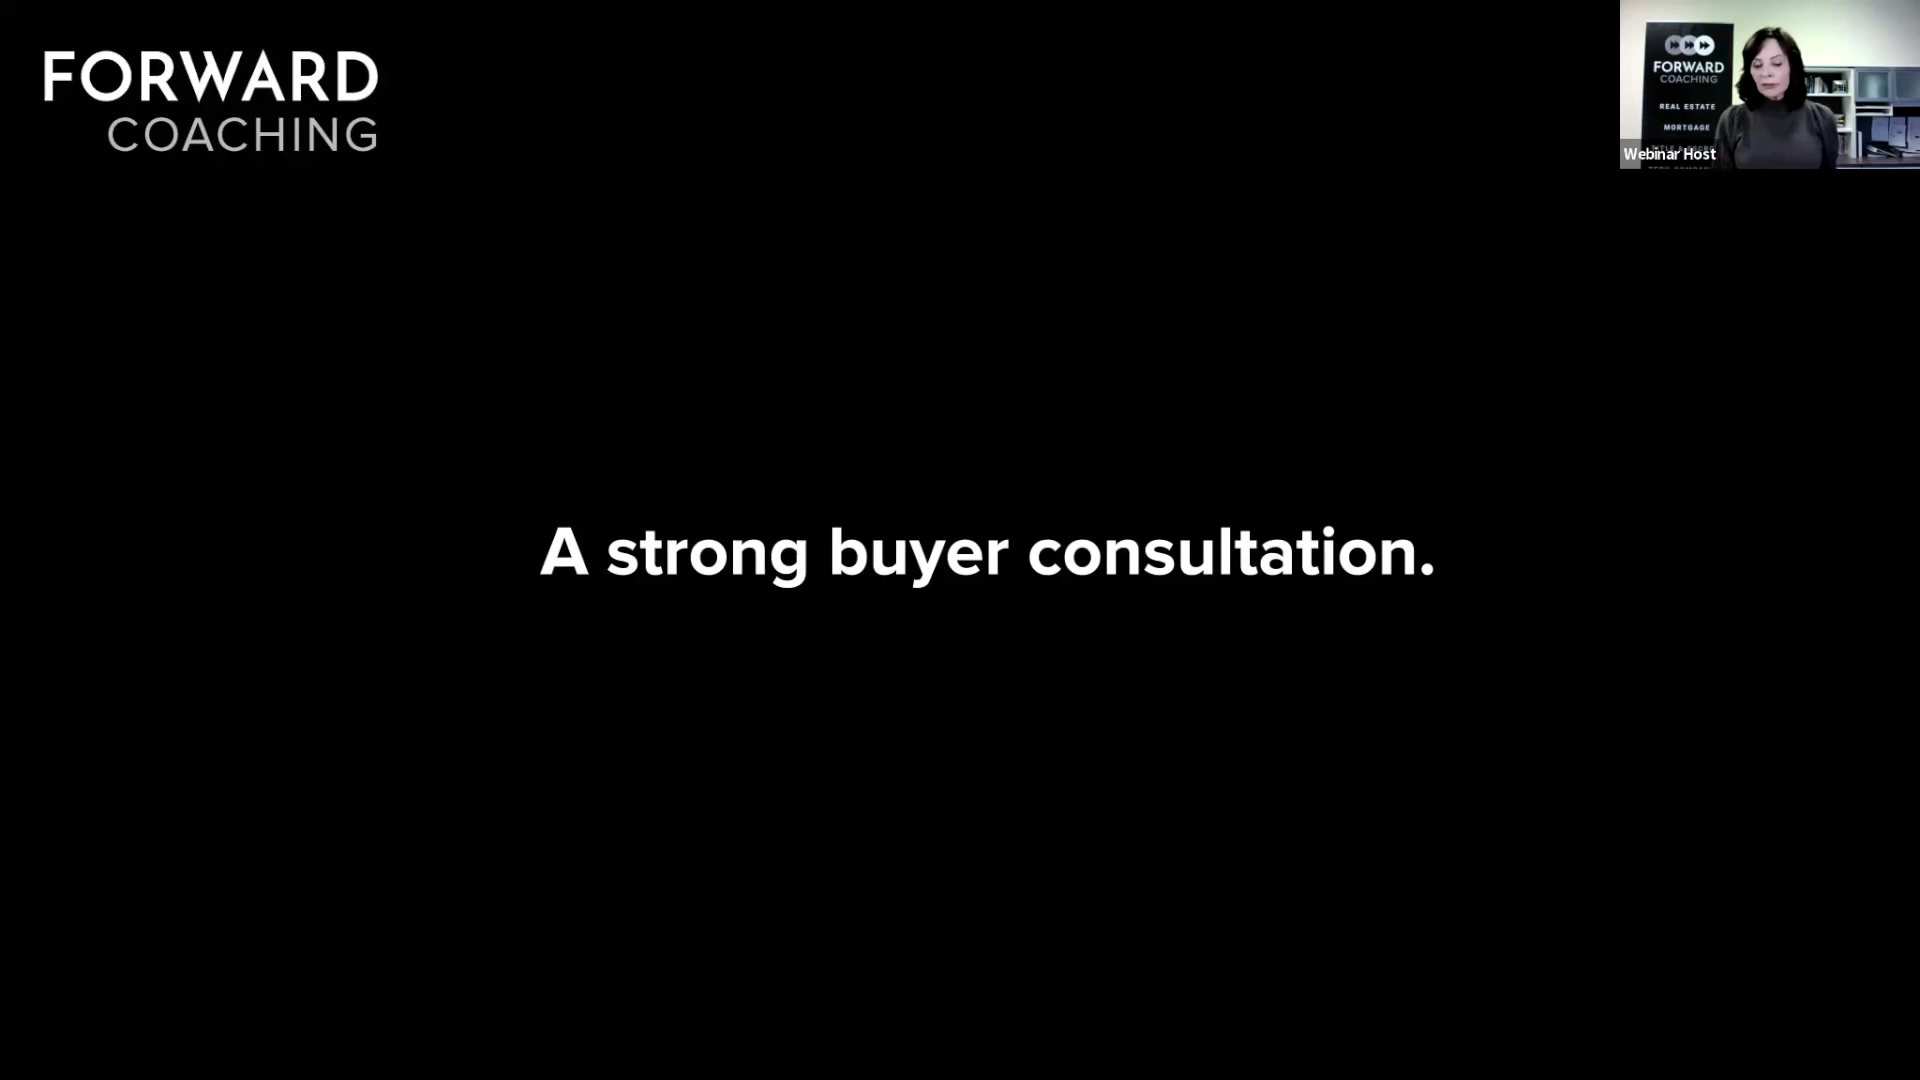 FORWARD
COACHING
FORWARD
COACHING
REAL ESTATE
MORTGAGE
Webinar Host
A strong buyer consultation.